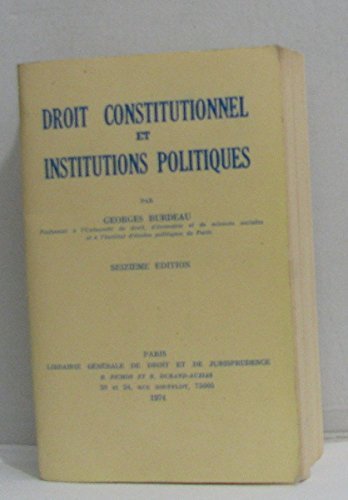 DROIT CONSTITUTIONNEL
ET
INSTITUTIONS POLITIQUES
PAR
GEORGES BURDEAU
Professeur à l'Université de droit, d'économie et de sciences sociales
et à l'Institut d'études politiques de Paris
SEIZIEME EDITION
PARIS
LIBRAIRIE GÉNÉRALE DE DROIT ET DE JURISPRUDENCE
R. PICHON ET R. DURAND-AUZIAS
20 et 24, RUE SOUFFLOT, 75005
1974